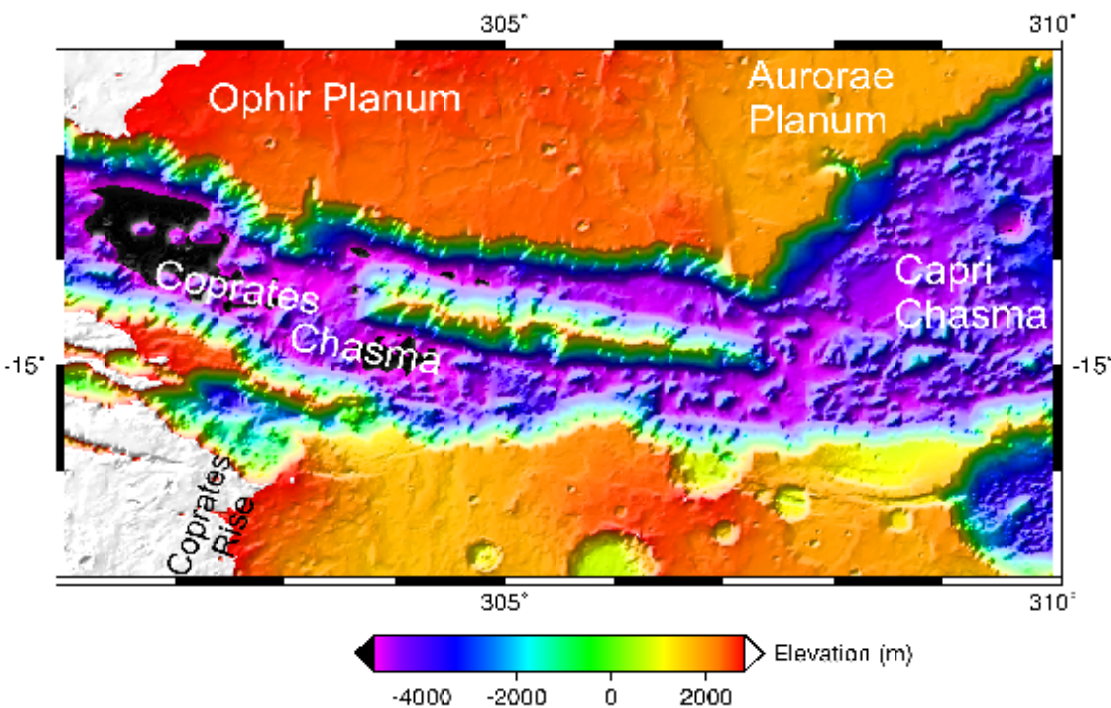 305°
310°
Ophir Planum
Aurorae
Planum
Coprates
Chasma
Capri
Chasma
-15°
-15°
Coprates
Rise
305°
310°
Elevation (m)
-4000
-2000
0
2000